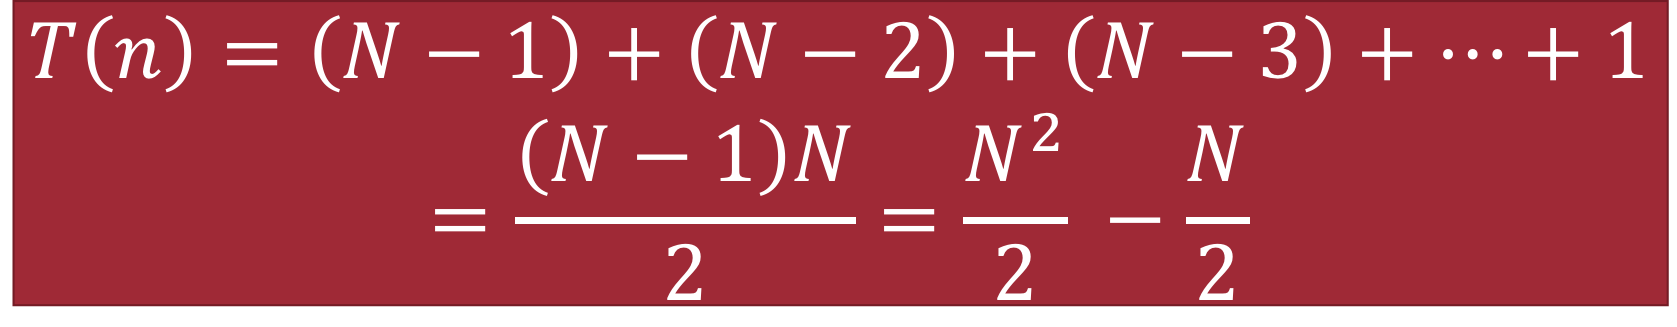 T(n) = (N − 1) + (N − 2) + (N − 3) + ⋯ + 1
= (N − 1)N / 2 = N² / 2 − N / 2